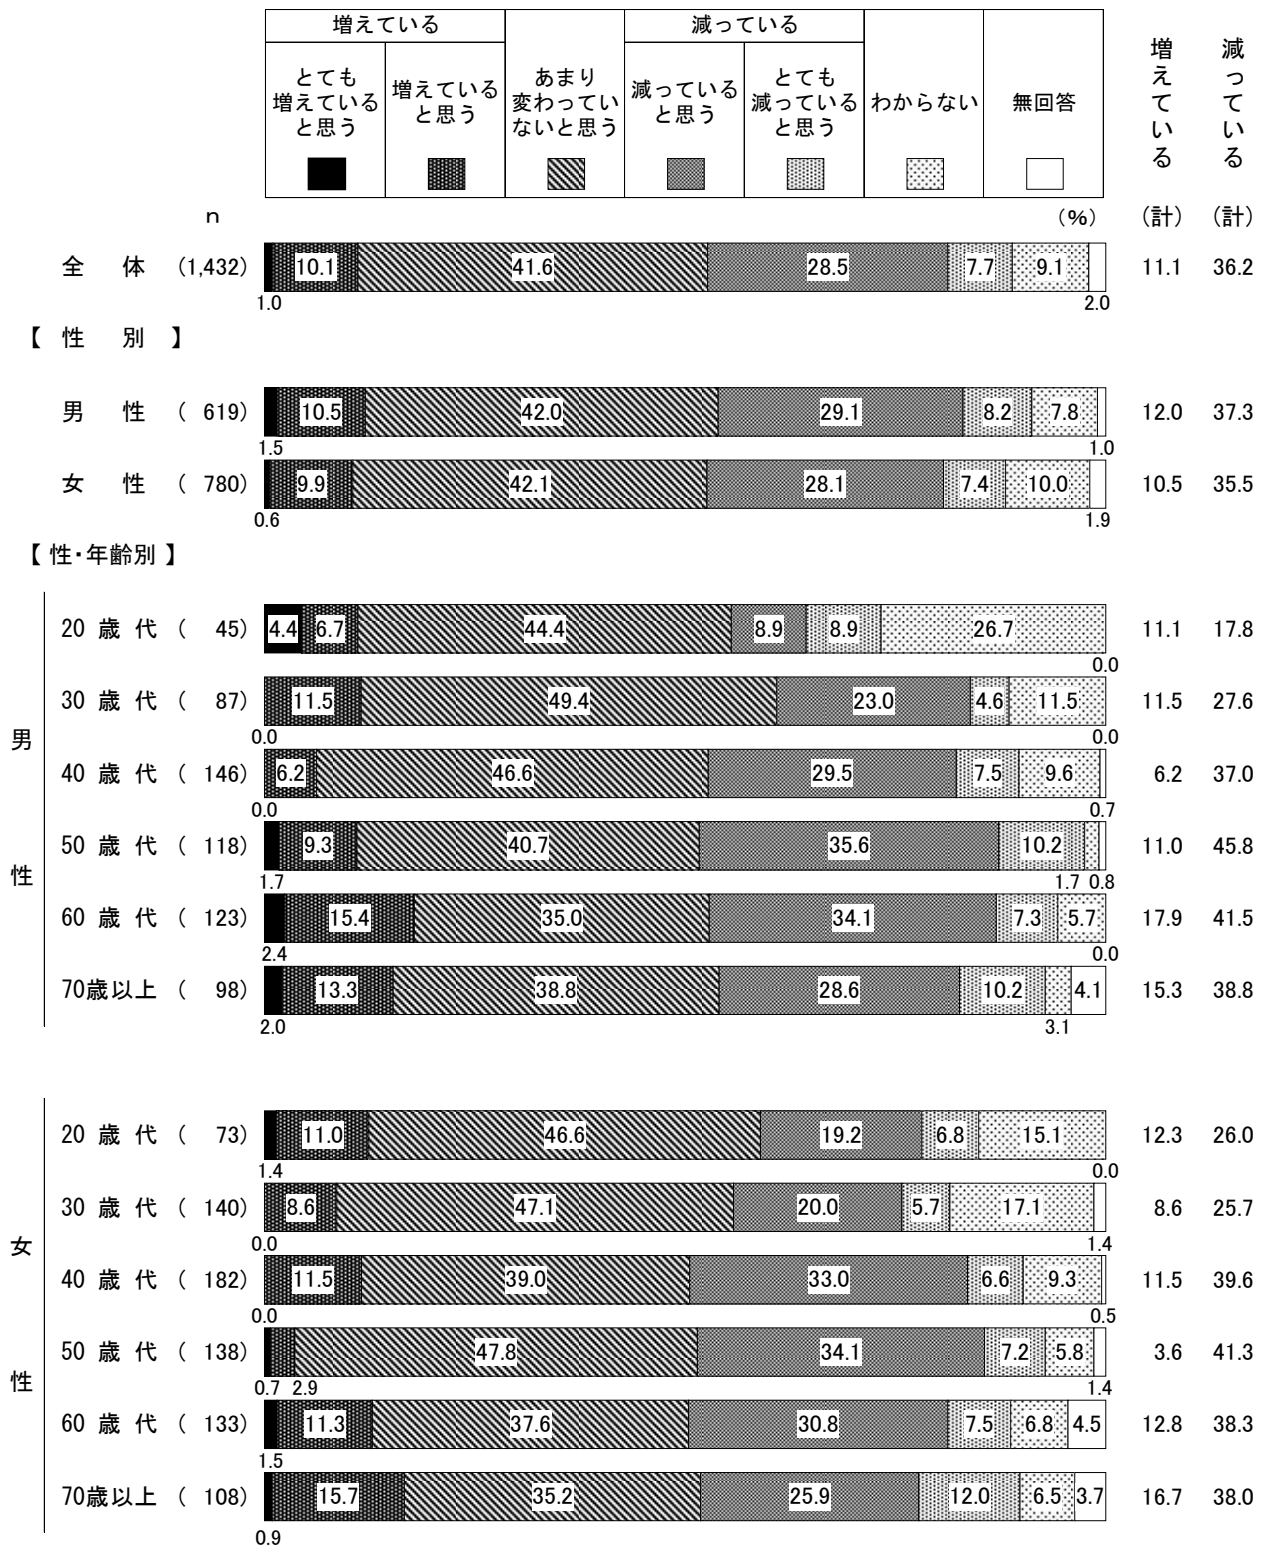 増えている 減っている
とても増えていると思う 増えていると思う あまり変わっていないと思う 減っていると思う とても減っていると思う わからない 無回答 増えている 減っている
n (%) (計) (計)
全 体 (1,432) 10.1 41.6 28.5 7.7 9.1 11.1 36.2
1.0 2.0
【 性 別 】
男 性 ( 619) 10.5 42.0 29.1 8.2 7.8 12.0 37.3
1.5 1.0
女 性 ( 780) 9.9 42.1 28.1 7.4 10.0 10.5 35.5
0.6 1.9
【 性・年齢別 】
男性
20 歳 代 ( 45) 4.4 6.7 44.4 8.9 8.9 26.7 11.1 17.8
0.0
30 歳 代 ( 87) 11.5 49.4 23.0 4.6 11.5 11.5 27.6
0.0 0.0
40 歳 代 ( 146) 6.2 46.6 29.5 7.5 9.6 6.2 37.0
0.0 0.7
50 歳 代 ( 118) 9.3 40.7 35.6 10.2 11.0 45.8
1.7 1.7 0.8
60 歳 代 ( 123) 15.4 35.0 34.1 7.3 5.7 17.9 41.5
2.4 0.0
70歳以上 ( 98) 13.3 38.8 28.6 10.2 4.1 15.3 38.8
2.0 3.1
女性
20 歳 代 ( 73) 11.0 46.6 19.2 6.8 15.1 12.3 26.0
1.4 0.0
30 歳 代 ( 140) 8.6 47.1 20.0 5.7 17.1 8.6 25.7
0.0 1.4
40 歳 代 ( 182) 11.5 39.0 33.0 6.6 9.3 11.5 39.6
0.0 0.5
50 歳 代 ( 138) 47.8 34.1 7.2 5.8 3.6 41.3
0.7 2.9 1.4
60 歳 代 ( 133) 11.3 37.6 30.8 7.5 6.8 4.5 12.8 38.3
1.5
70歳以上 ( 108) 15.7 35.2 25.9 12.0 6.5 3.7 16.7 38.0
0.9